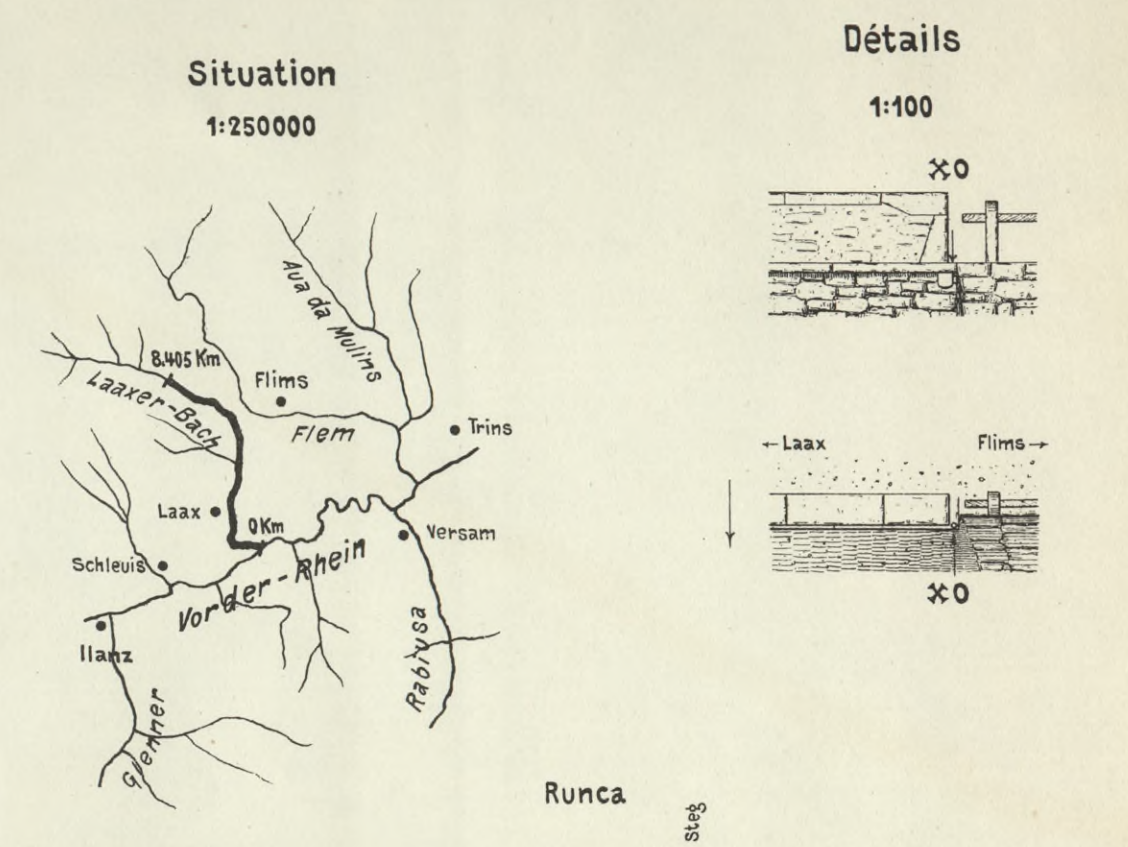 Situation
1:250000
Détails
1:100
⚒0
Aua da Mulins
8.405 Km
Flims
Laaxer-Bach
Flem
Trins
← Laax
Flims →
Laax
0 Km
Versam
Schleuis
Vorder-Rhein
⚒0
Ilanz
Rabiusa
Glenner
Runca
Steg